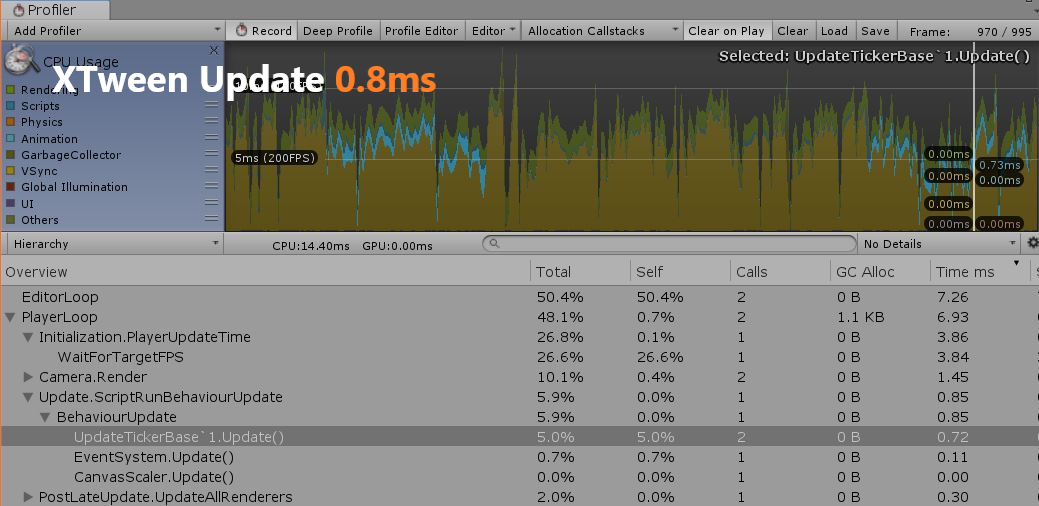 Profiler
Add Profiler Record Deep Profile Profile Editor Editor Allocation Callstacks Clear on Play Clear Load Save Frame: 970 / 995
Selected: UpdateTickerBase`1.Update()
CPU Usage
XTween Update 0.8ms
Rendering
Scripts
Physics
Animation
GarbageCollector
VSync
Global Illumination
UI
Others
5ms (200FPS)
0.00ms
0.73ms
0.00ms 0.00ms
0.00ms
0.00ms 0.00ms
Hierarchy CPU:14.40ms GPU:0.00ms No Details
Overview Total Self Calls GC Alloc Time ms
EditorLoop 50.4% 50.4% 2 0 B 7.26
PlayerLoop 48.1% 0.7% 2 1.1 KB 6.93
Initialization.PlayerUpdateTime 26.8% 0.1% 1 0 B 3.86
WaitForTargetFPS 26.6% 26.6% 1 0 B 3.84
Camera.Render 10.1% 0.4% 2 0 B 1.45
Update.ScriptRunBehaviourUpdate 5.9% 0.0% 1 0 B 0.85
BehaviourUpdate 5.9% 0.0% 1 0 B 0.85
UpdateTickerBase`1.Update() 5.0% 5.0% 2 0 B 0.72
EventSystem.Update() 0.7% 0.7% 1 0 B 0.11
CanvasScaler.Update() 0.0% 0.0% 1 0 B 0.00
PostLateUpdate.UpdateAllRenderers 2.0% 0.0% 1 0 B 0.30